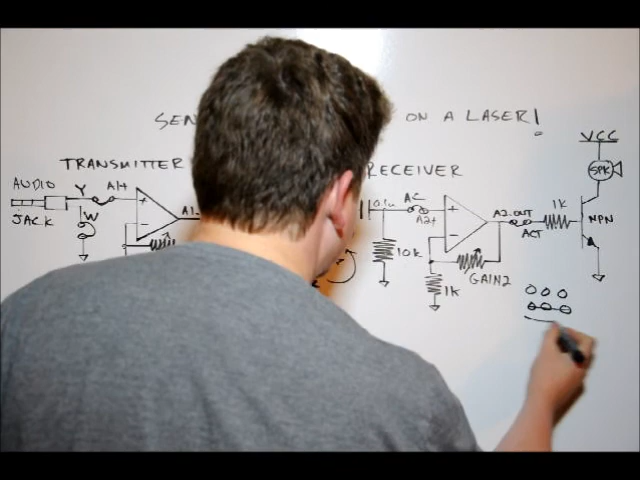 SEN ON A LASER!
TRANSMITTER
RECEIVER
VCC
SPK
AUDIO
JACK
Y
W
A1+
+
-
A1
0.1u
AC
A2+
10k
+
-
A2.OUT
ACT
1K
NPN
GAIN2
1K